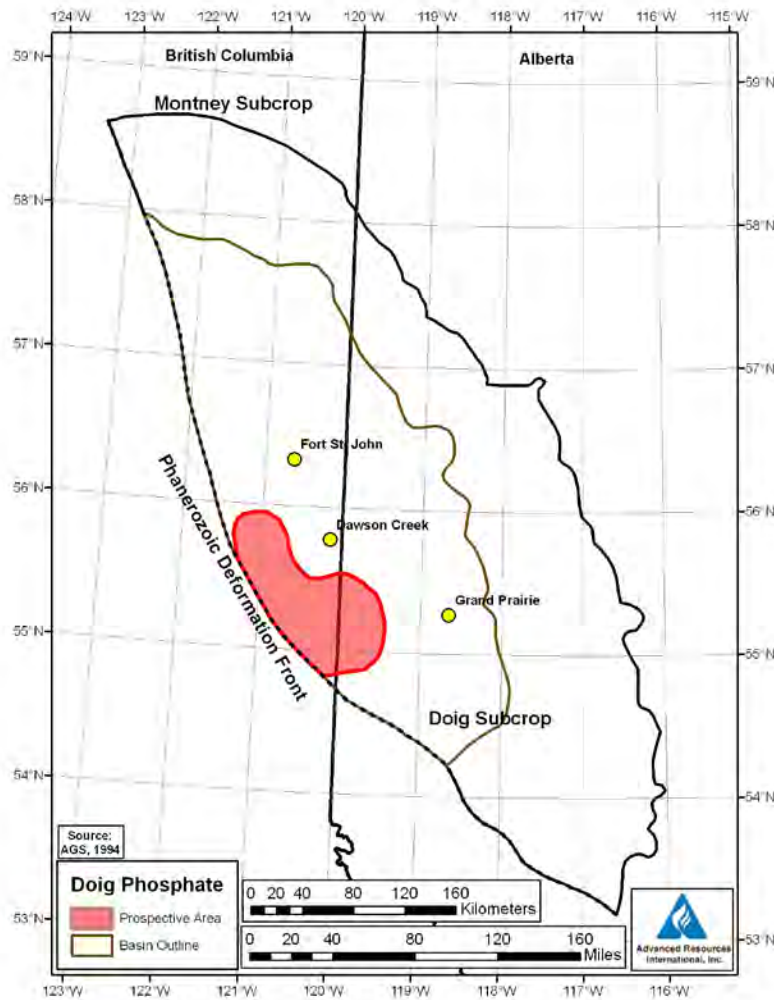 124°W 123°W 122°W 121°W 120°W 119°W 118°W 117°W 116°W 115°W
British Columbia
Alberta
59°N
59°N
Montney Subcrop
58°N
58°N
57°N
57°N
Fort St. John
56°N
56°N
Dawson Creek
Phanerozoic Deformation Front
Grand Prairie
55°N
55°N
Doig Subcrop
54°N
54°N
Source:
AGS, 1994
Doig Phosphate
Prospective Area
Basin Outline
0 20 40 80 120 160
Kilometers
0 20 40 80 120 160
Miles
Advanced Resources
International, Inc.
53°N
53°N
123°W 122°W 121°W 120°W 119°W 118°W 117°W 116°W